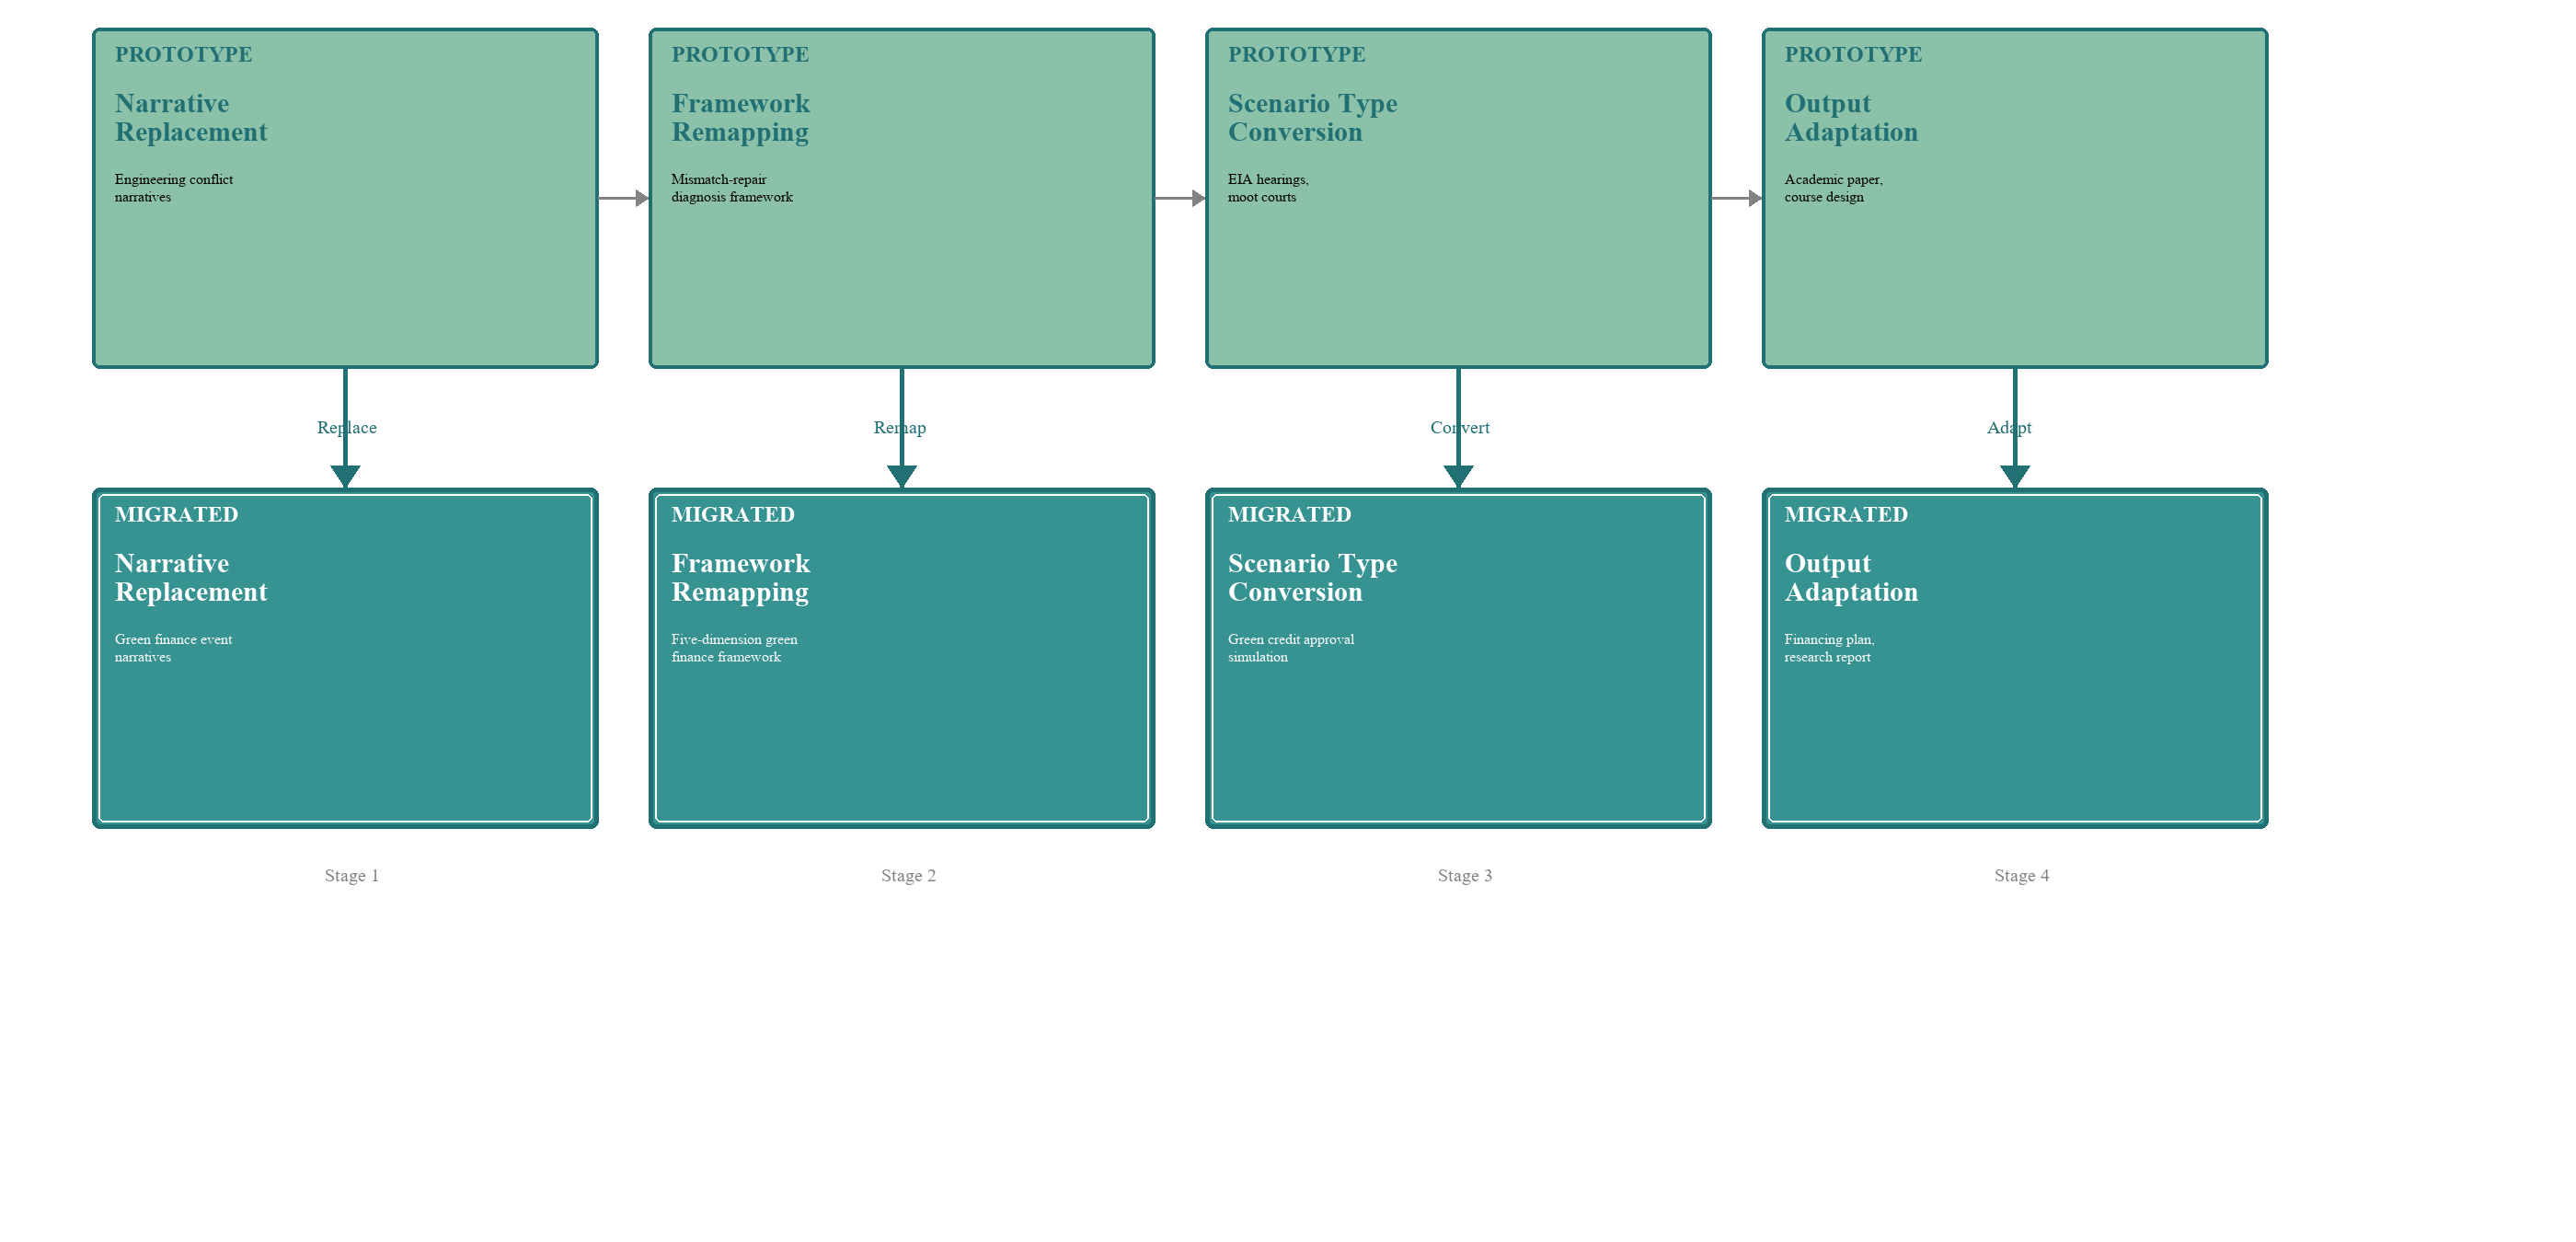 PROTOTYPE
Narrative
Replacement
Engineering conflict
narratives
PROTOTYPE
Framework
Remapping
Mismatch-repair
diagnosis framework
PROTOTYPE
Scenario Type
Conversion
EIA hearings,
moot courts
PROTOTYPE
Output
Adaptation
Academic paper,
course design
Replace
Remap
Convert
Adapt
MIGRATED
Narrative
Replacement
Green finance event
narratives
MIGRATED
Framework
Remapping
Five-dimension green
finance framework
MIGRATED
Scenario Type
Conversion
Green credit approval
simulation
MIGRATED
Output
Adaptation
Financing plan,
research report
Stage 1
Stage 2
Stage 3
Stage 4